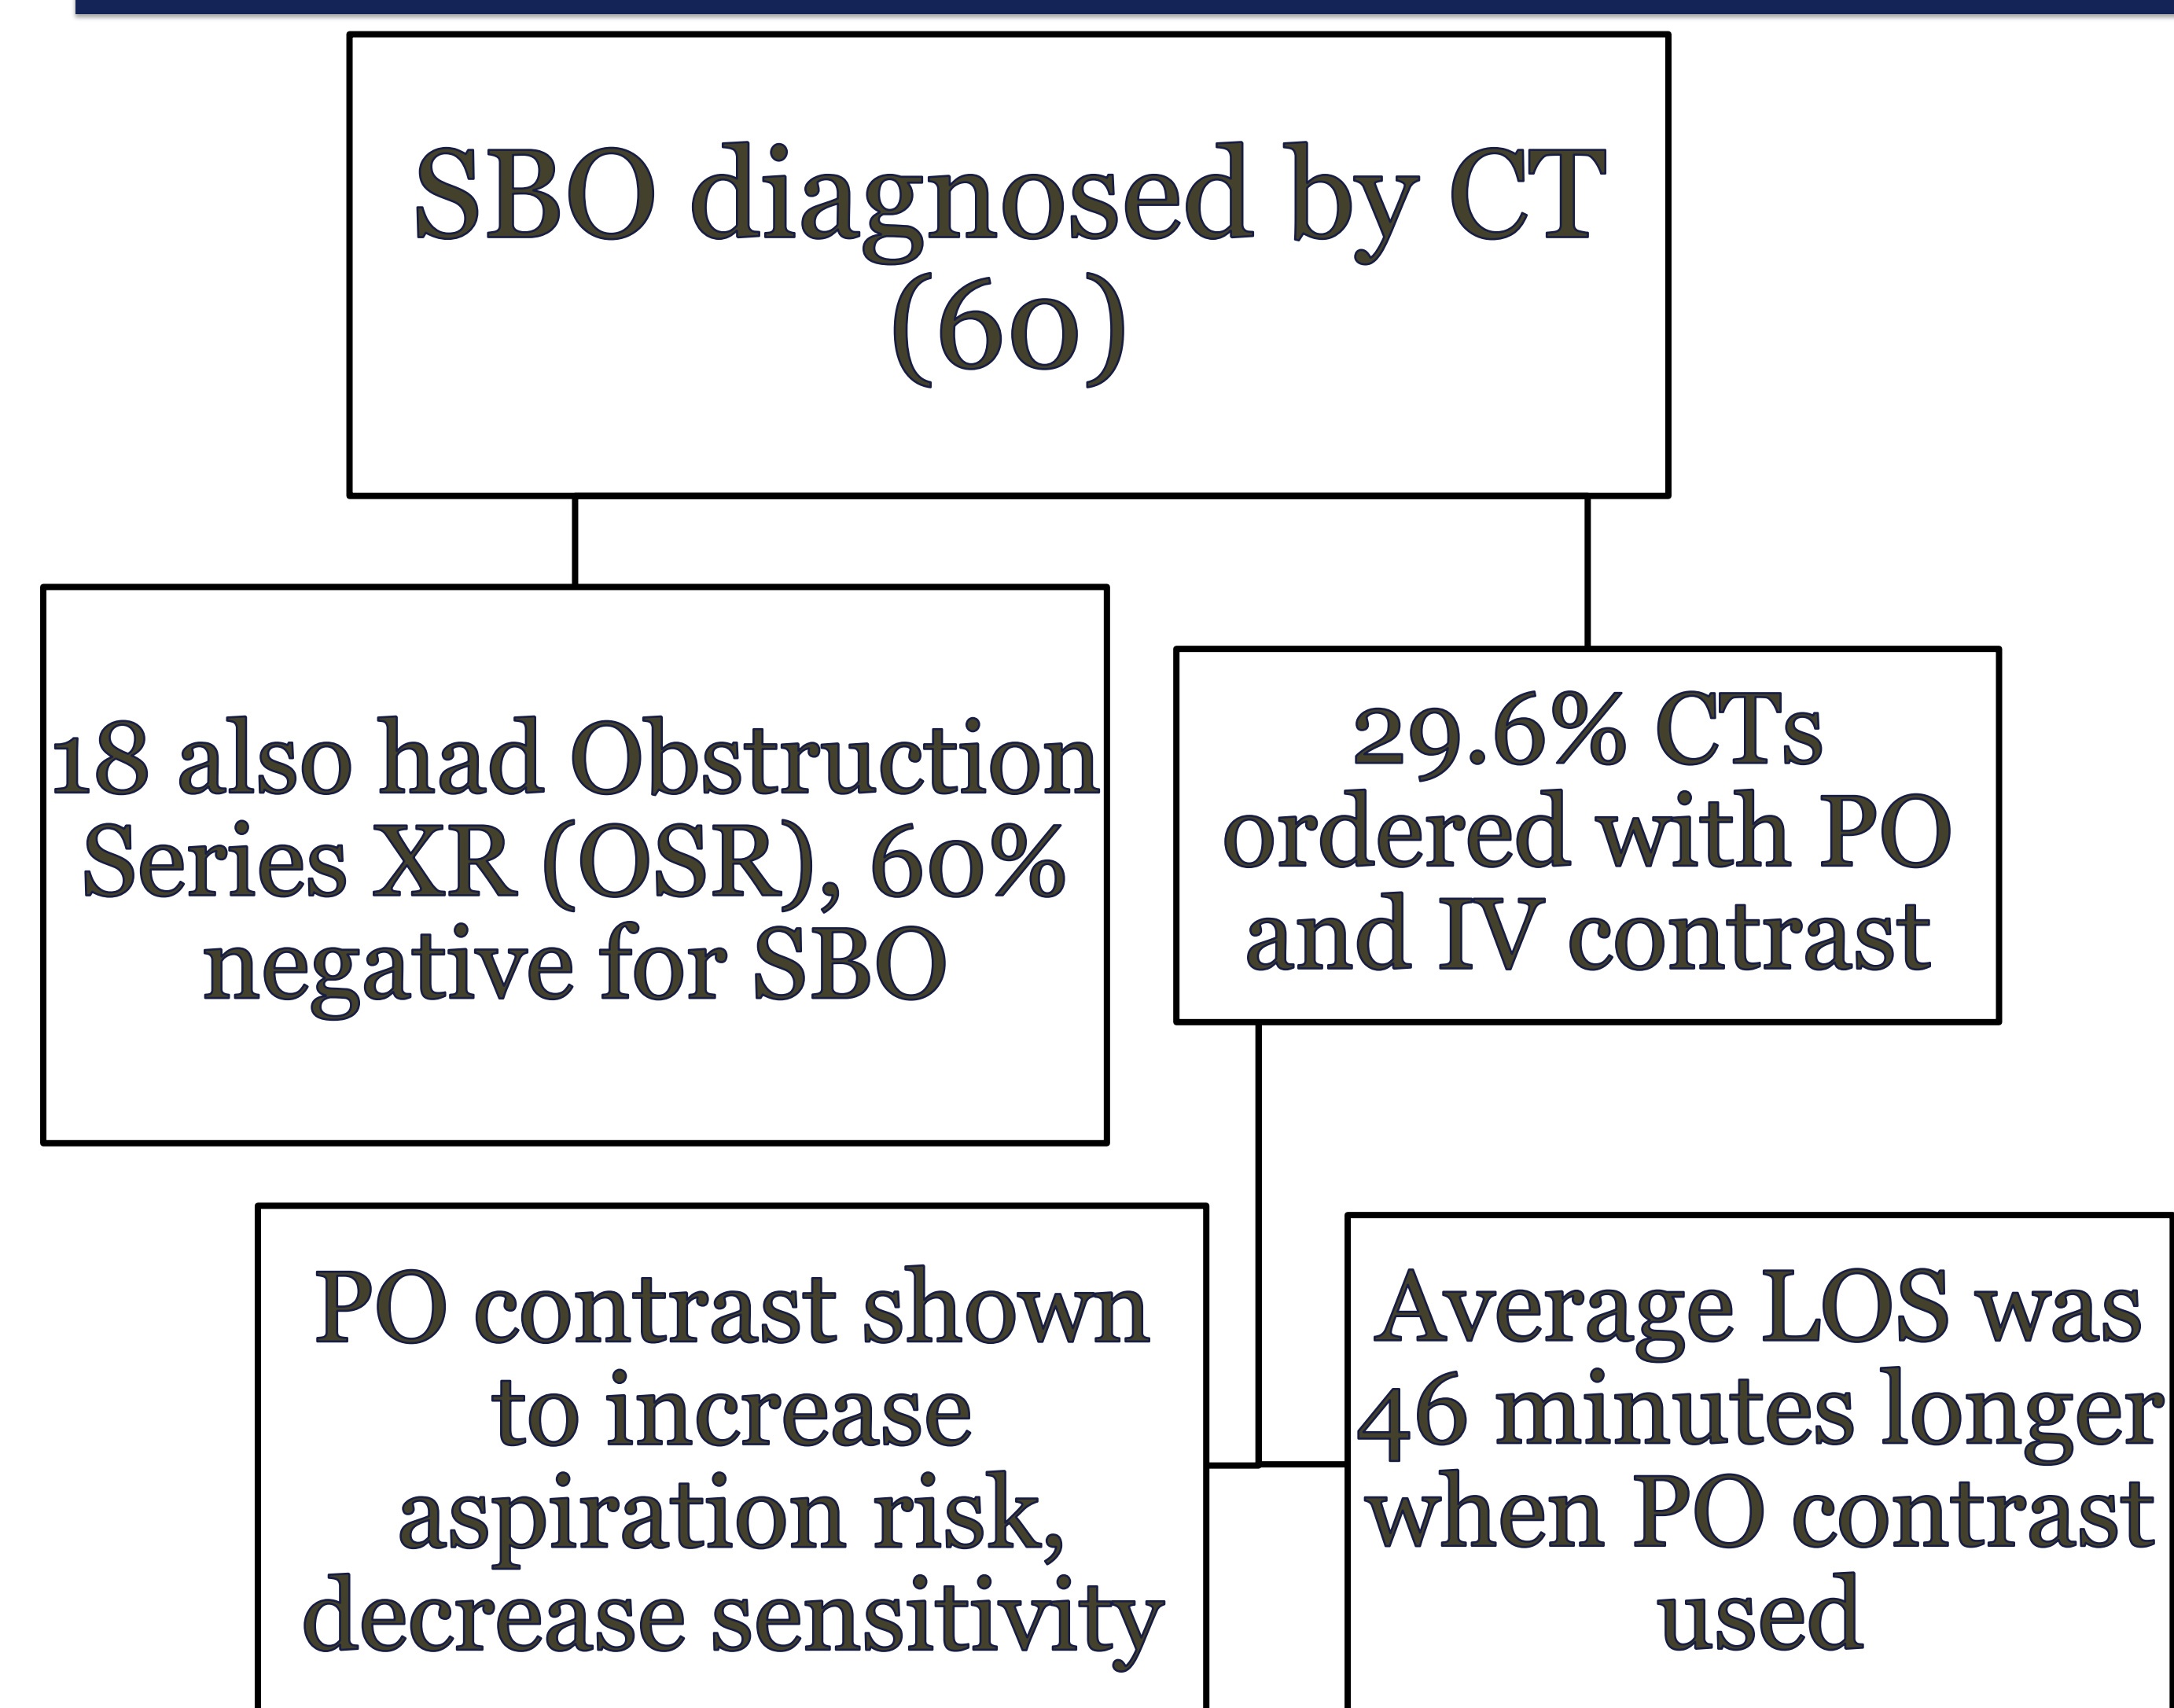 SBO diagnosed by CT
(60)
18 also had Obstruction
Series XR (OSR), 60%
negative for SBO
29.6% CTs
ordered with PO
and IV contrast
PO contrast shown
to increase
aspiration risk,
decrease sensitivity
Average LOS was
46 minutes longer
when PO contrast
used